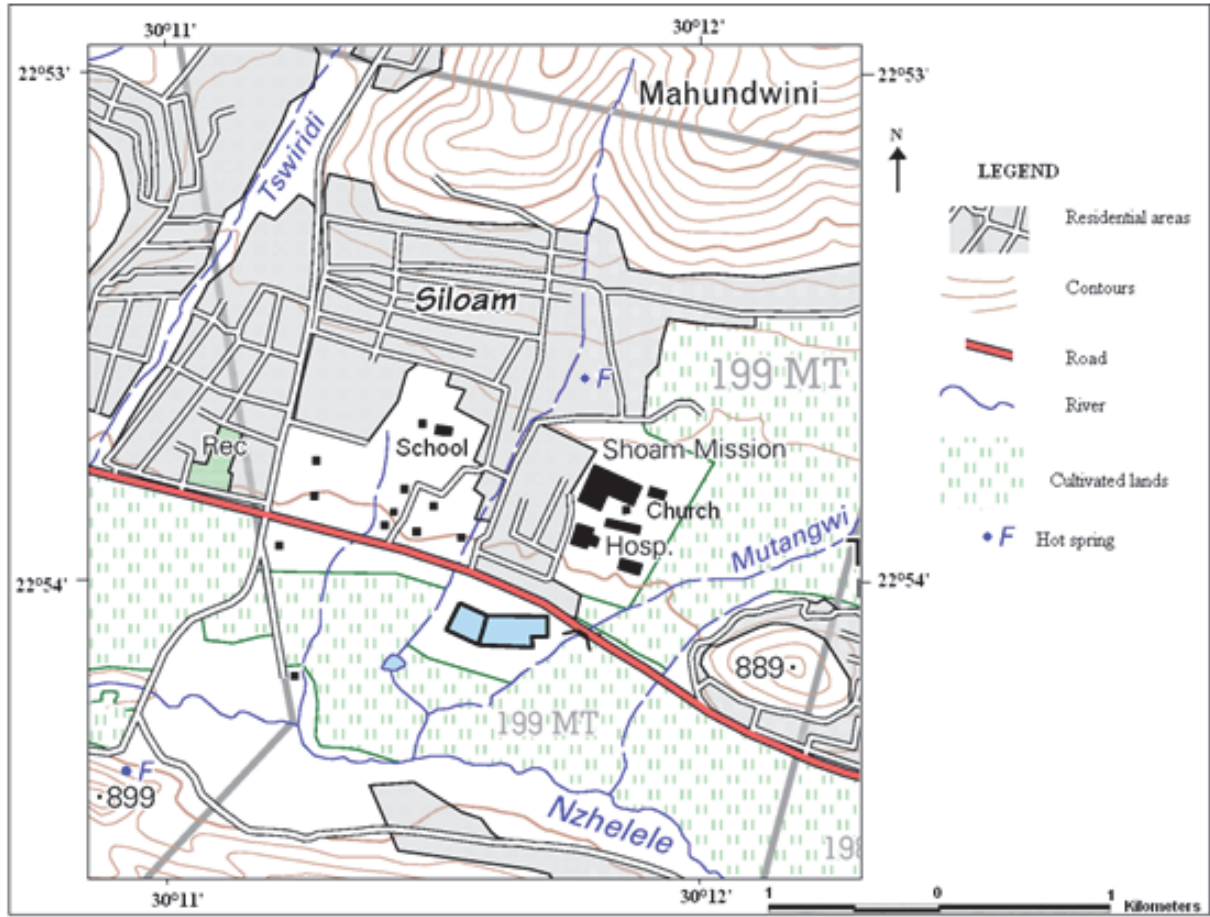 30°11'
30°12'
22°53'
22°53'
Mahundwini
N
Tswiridi
LEGEND
Residential areas
Contours
Siloam
Road
199 MT
F
River
Rec
School
Shoam Mission
Cultivated lands
Church
Mutangwi
Hosp.
F Hot spring
22°54'
22°54'
889
199 MT
F
899
Nzhelele
198
30°11'
30°12'
1 0 1
Kilometers